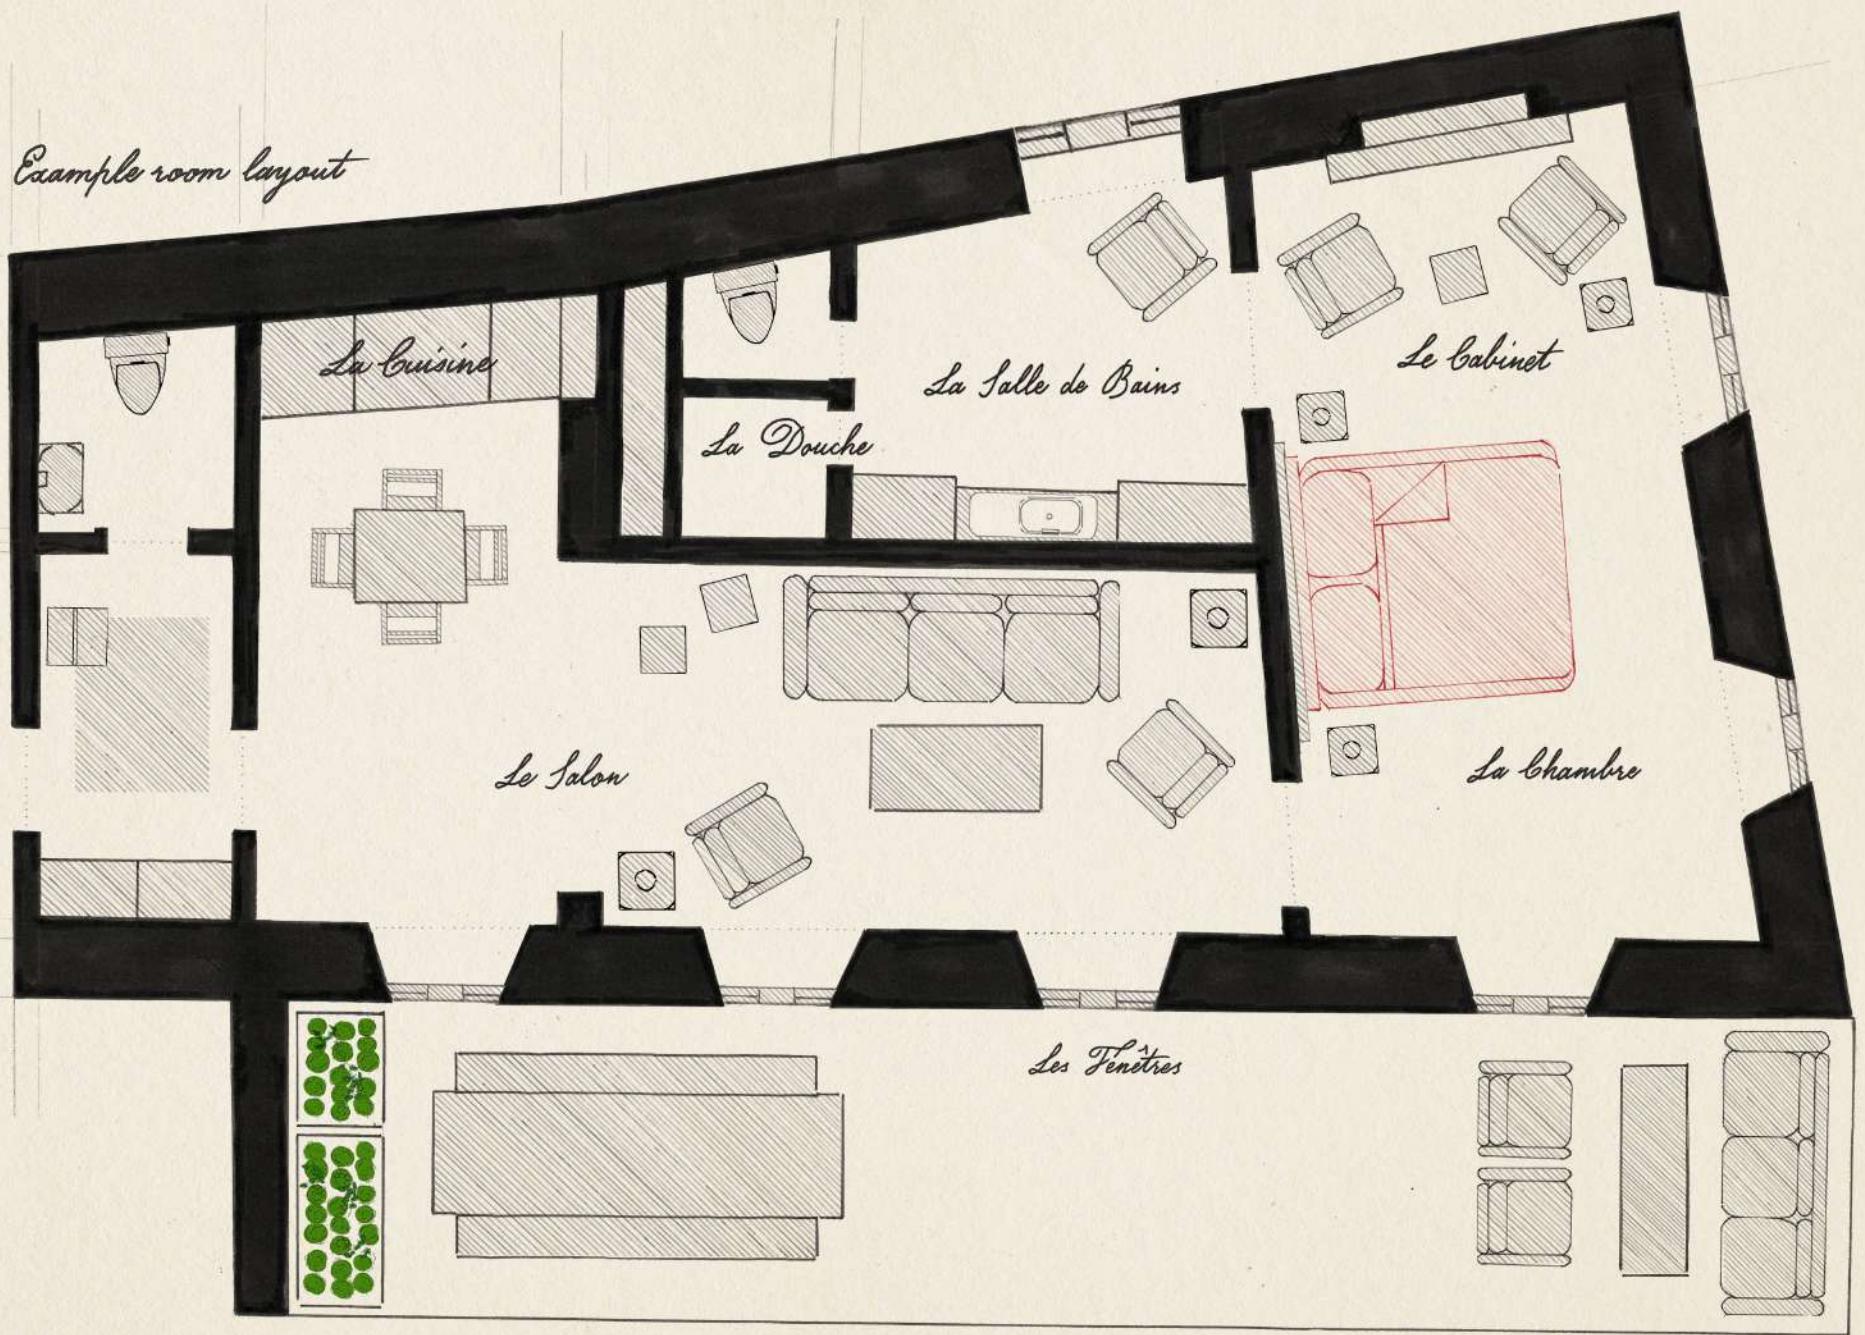 Example room layout
La Cuisine
La Salle de Bains
Le Cabinet
La Douche
Le Salon
La Chambre
Les Fenêtres